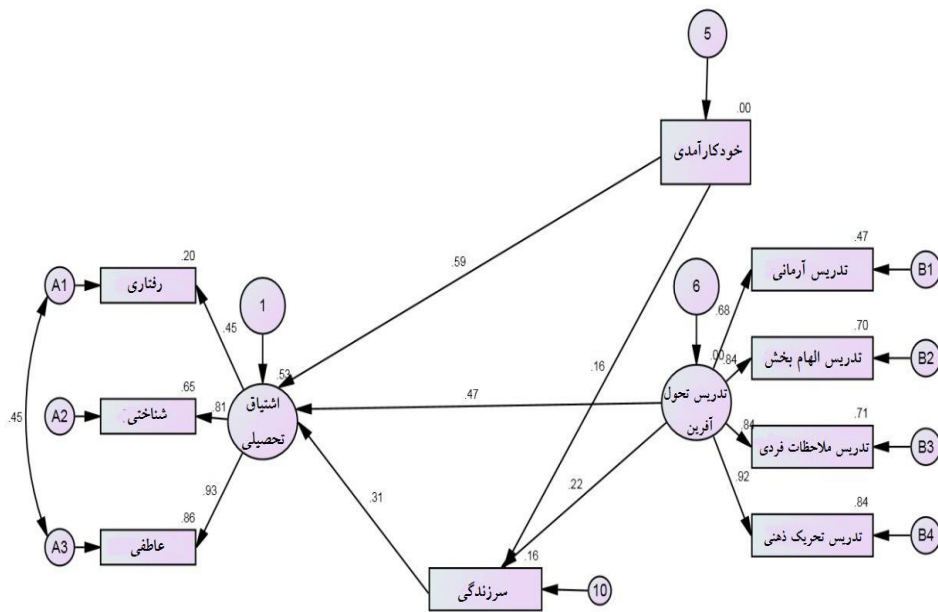 5
.00
خودکارآمدی
.47
تدریس آرمانی
B1
A1
.20
رفتاری
.59
6
.68
1
.45
.70
تدریس الهام بخش
B2
.84
.00
.16
.53
اشتیاق
تحصیلی
.47
تدریس تحول
آفرین
.45
A2
.65
شناختی
.81
.71
تدریس ملاحظات فردی
B3
.84
.93
.31
.22
.92
.86
عاطفی
A3
.84
تدریس تحریک ذهنی
B4
.16
سرزندگی
10